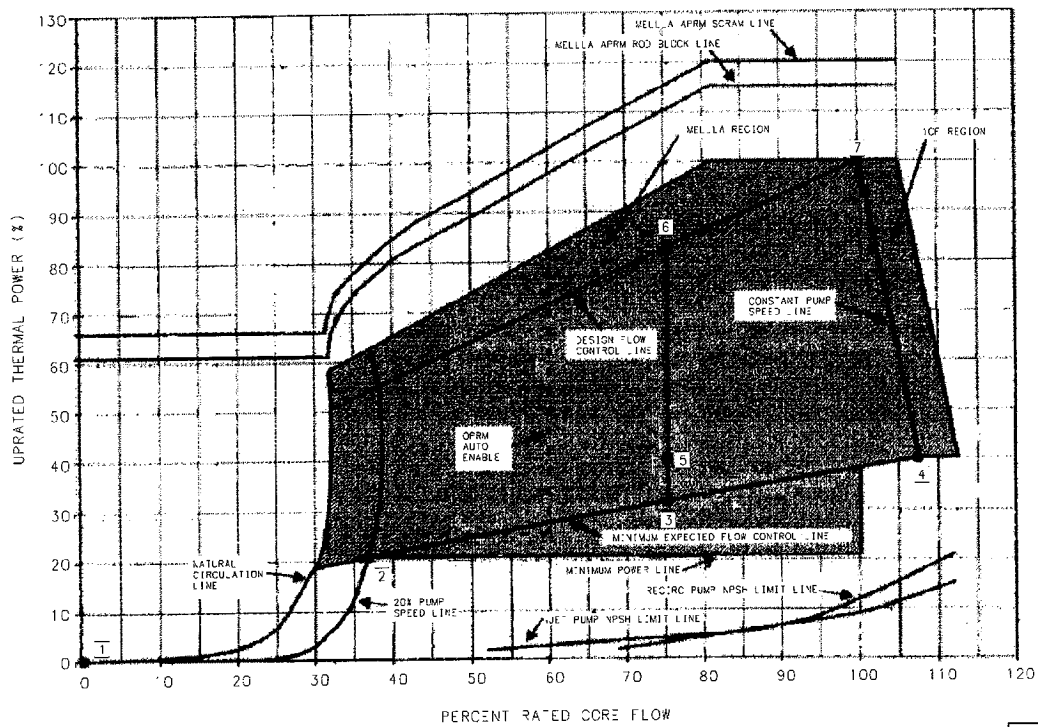 MELLLA APRM SCRAM LINE
MELLLA APRM ROD BLOCK LINE
MELLLA REGION
ICF REGION
130
20
10
00
90
80
70
60
50
40
30
20
10
0
UPRATED THERMAL POWER (%)
7
6
CONSTANT PUMP
SPEED LINE
DESIGN FLOW
CONTROL LINE
OPRM
AUTO
ENABLE
5
4
3
MINIMUM EXPECTED FLOW CONTROL LINE
NATURAL
CIRCULATION
LINE
2
MINIMUM POWER LINE
20% PUMP
SPEED LINE
RECIRC PUMP NPSH LIMIT LINE
JET PUMP NPSH LIMIT LINE
1
0 10 20 30 40 50 60 70 80 90 100 110 120
PERCENT RATED CORE FLOW